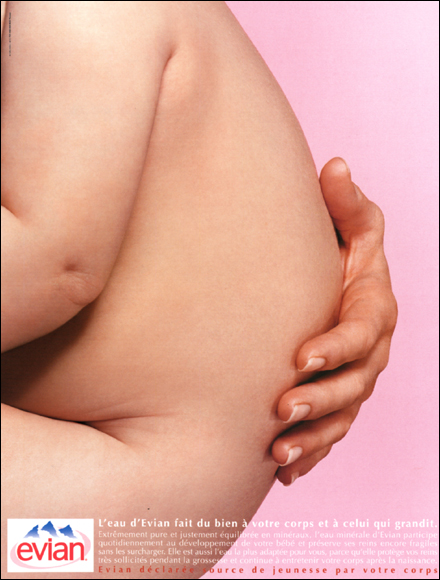 L'eau d'Evian fait du bien à votre corps et à celui qui grandit.
Extrêmement pure et justement équilibrée en minéraux, l'eau minérale d'Evian participe
quotidiennement au développement de votre bébé et préserve ses reins encore fragiles
sans les surcharger. Elle est aussi l'eau la plus adaptée pour vous, parce qu'elle protège vos reins
très sollicités pendant la grossesse et continue à entretenir votre corps après la naissance.
evian
Evian déclarée source de jeunesse par votre corps